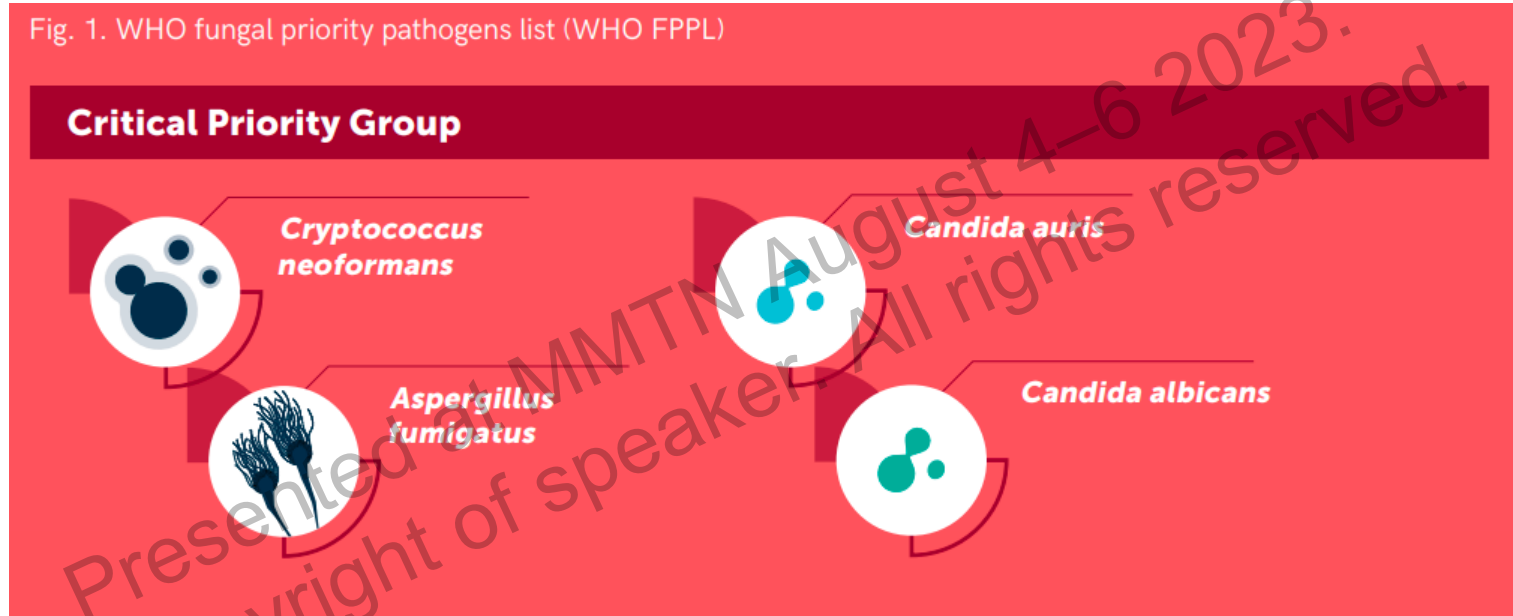 Fig. 1. WHO fungal priority pathogens list (WHO FPPL)
Critical Priority Group
Cryptococcus
neoformans
Candida auris
Aspergillus
fumigatus
Candida albicans
Presented at MMTN August 4–6 2023.
of speaker. All rights reserved.